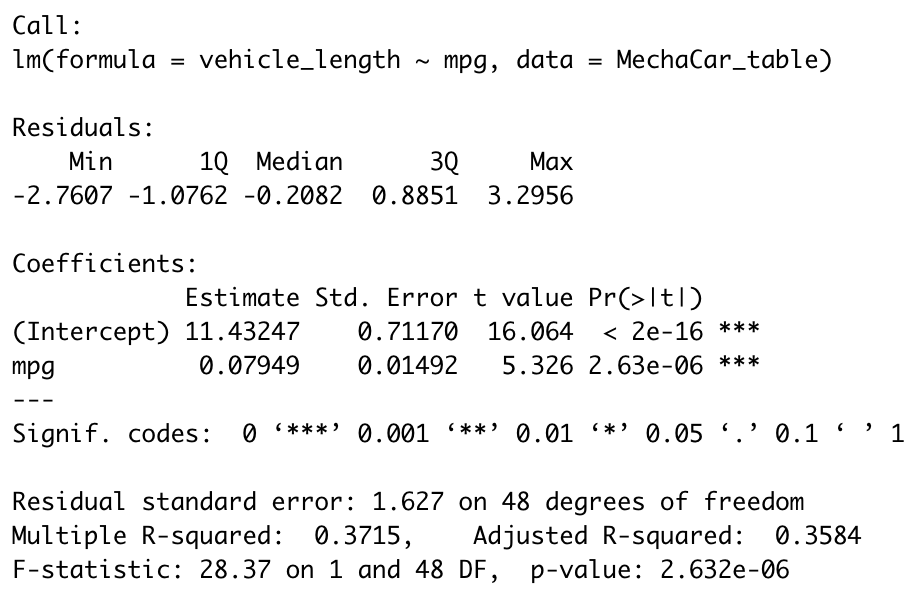 Call:
lm(formula = vehicle_length ~ mpg, data = MechaCar_table)

Residuals:
    Min      1Q  Median      3Q     Max
-2.7607 -1.0762 -0.2082  0.8851  3.2956

Coefficients:
            Estimate Std. Error t value Pr(>|t|)
(Intercept) 11.43247    0.71170  16.064  < 2e-16 ***
mpg          0.07949    0.01492   5.326 2.63e-06 ***
---
Signif. codes:  0 ‘***’ 0.001 ‘**’ 0.01 ‘*’ 0.05 ‘.’ 0.1 ‘ ’ 1

Residual standard error: 1.627 on 48 degrees of freedom
Multiple R-squared:  0.3715,	Adjusted R-squared:  0.3584
F-statistic: 28.37 on 1 and 48 DF,  p-value: 2.632e-06